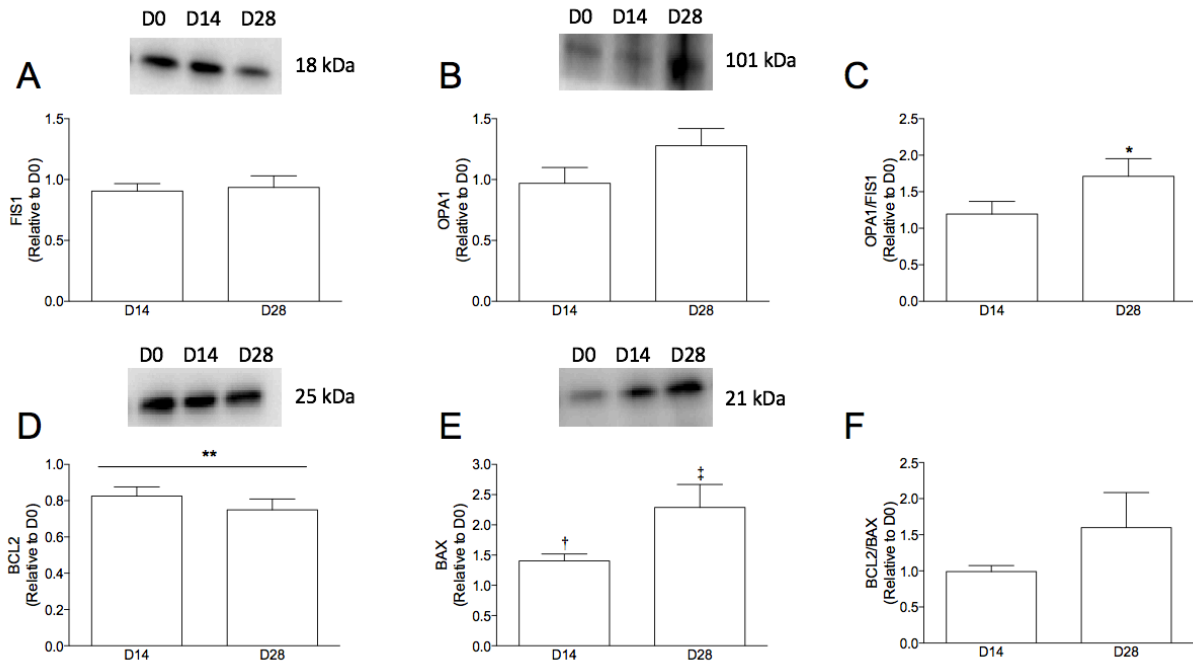 D0 D14 D28
18 kDa
A
1.5
1.0
0.5
0.0
FIS1
(Relative to D0)
D14 D28
D0 D14 D28
101 kDa
B
1.5
1.0
0.5
0.0
OPA1
(Relative to D0)
D14 D28
C
2.5
2.0
1.5
1.0
0.5
0.0
OPA1/FIS1
(Relative to D0)
*
D14 D28
D0 D14 D28
25 kDa
D
**
1.0
0.8
0.6
0.4
0.2
0.0
BCL2
(Relative to D0)
D14 D28
D0 D14 D28
21 kDa
E
3.0
2.5
2.0
1.5
1.0
0.5
0.0
BAX
(Relative to D0)
† ‡
D14 D28
F
2.5
2.0
1.5
1.0
0.5
0.0
BCL2/BAX
(Relative to D0)
D14 D28